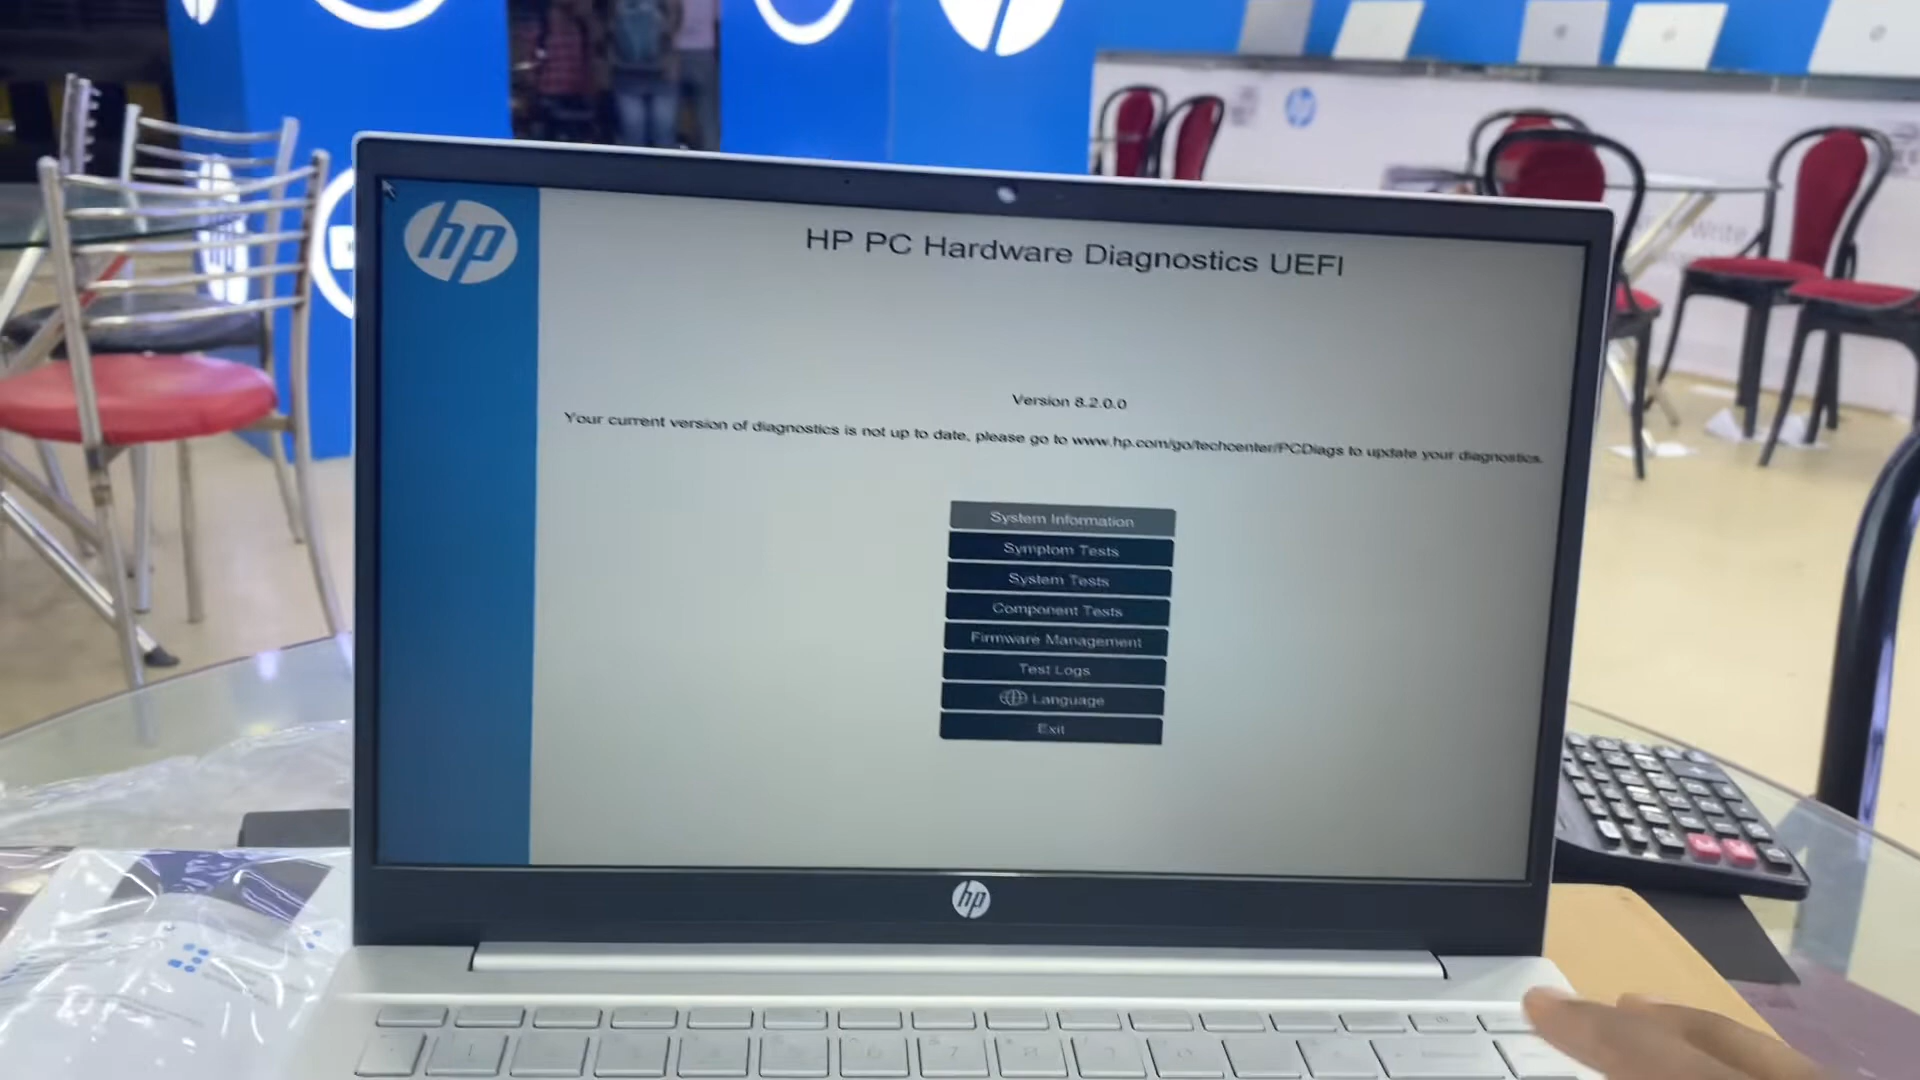 hp
HP PC Hardware Diagnostics UEFI
Version 8.2.0.0
Your current version of diagnostics is not up to date, please go to www.hp.com/go/techcenter/PCDiags to update your diagnostics.
System Information
Symptom Tests
System Tests
Component Tests
Firmware Management
Test Logs
Language
Exit
hp